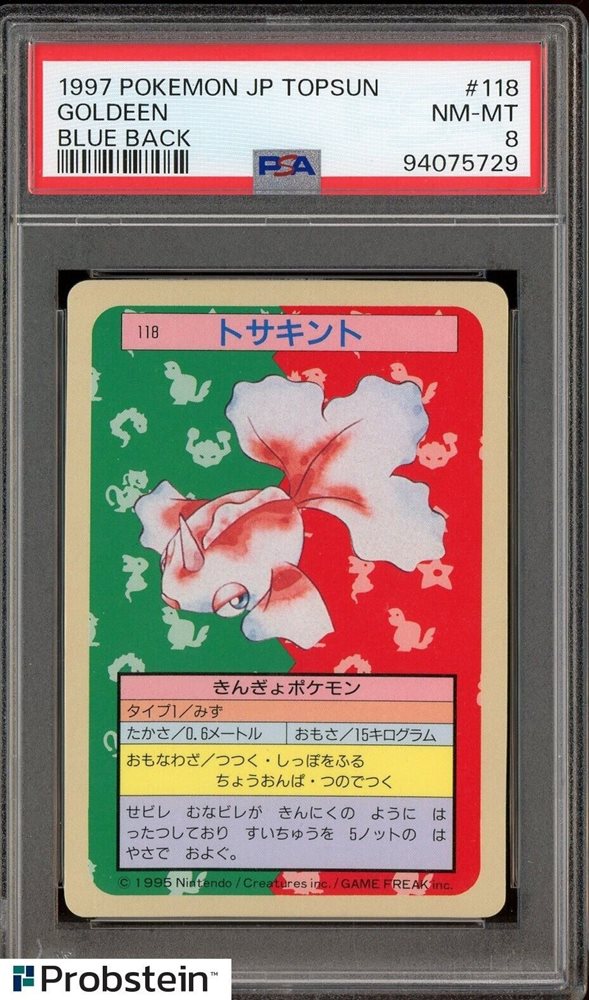 1997 POKEMON JP TOPSUN #118
GOLDEEN NM-MT
BLUE BACK 8
PSA 94075729
118 トサキント
きんぎょポケモン
タイプ1/みず
たかさ/0.6メートル おもさ/15キログラム
おもなわざ/つつく・しっぽをふる
ちょうおんぱ・つのでつく
せビレ むなビレが きんにくの ように は
ったつしており すいちゅうを 5ノットの は
やさで およぐ。
© 1995 Nintendo / Creatures inc. / GAME FREAK inc.
Probstein™